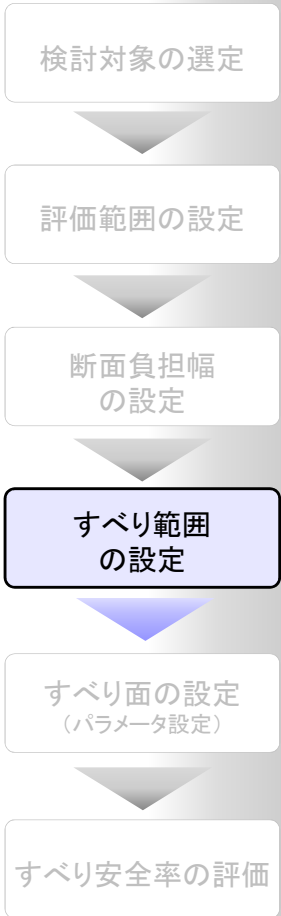 検討対象の選定
評価範囲の設定
断面負担幅
の設定
すべり範囲
の設定
すべり面の設定
（パラメータ設定）
すべり安全率の評価